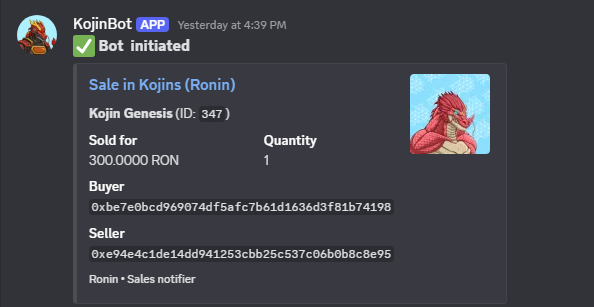 KojinBot APP Yesterday at 4:39 PM
Bot initiated
Sale in Kojins (Ronin)
Kojin Genesis (ID: 347 )
Sold for Quantity
300.0000 RON 1
Buyer
0xbe7e0bcd969074df5afc7b61d1636d3f81b74198
Seller
0xe94e4c1de14dd941253cbb25c537c06b0b8c8e95
Ronin • Sales notifier